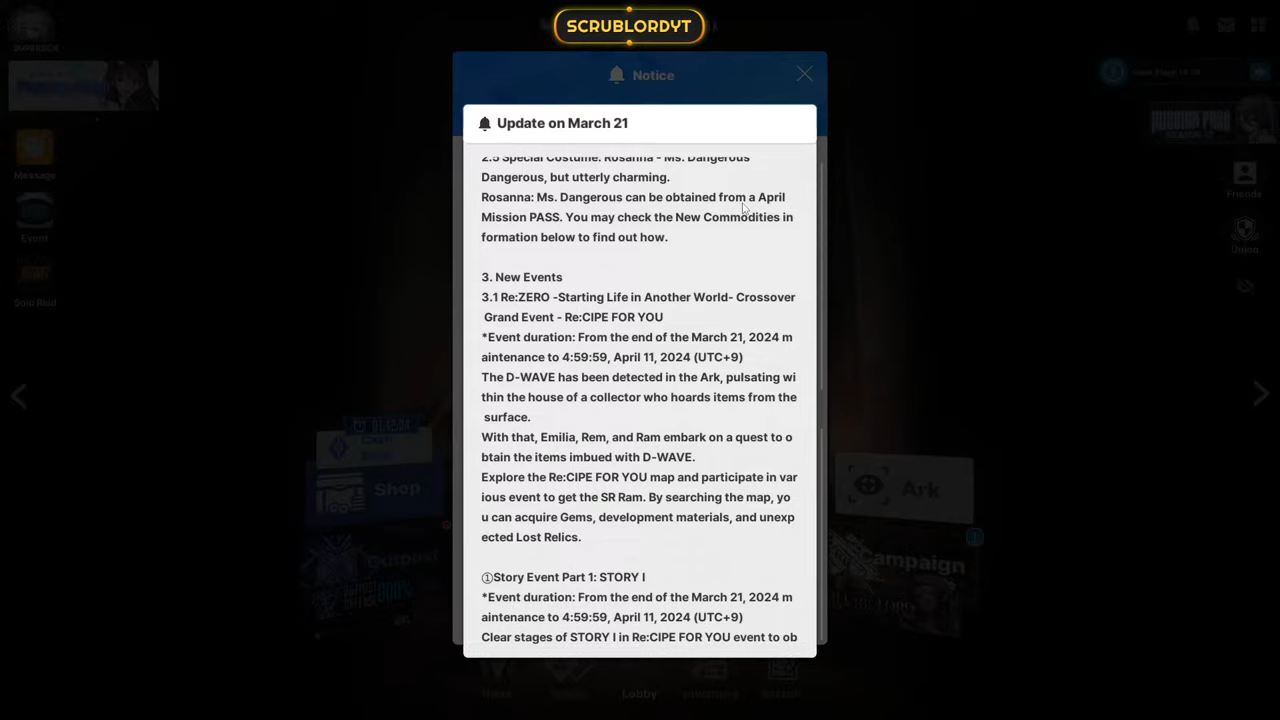 SCRUBLORDYT
Notice
Update on March 21
2.5 Special Costume: Rosanna - Ms. Dangerous
Dangerous, but utterly charming.
Rosanna: Ms. Dangerous can be obtained from a April
Mission PASS. You may check the New Commodities in
formation below to find out how.
3. New Events
3.1 Re:ZERO -Starting Life in Another World- Crossover
Grand Event - Re:CIPE FOR YOU
*Event duration: From the end of the March 21, 2024 m
aintenance to 4:59:59, April 11, 2024 (UTC+9)
The D-WAVE has been detected in the Ark, pulsating wi
thin the house of a collector who hoards items from the
surface.
With that, Emilia, Rem, and Ram embark on a quest to o
btain the items imbued with D-WAVE.
Explore the Re:CIPE FOR YOU map and participate in var
ious event to get the SR Ram. By searching the map, yo
u can acquire Gems, development materials, and unexp
ected Lost Relics.
①Story Event Part 1: STORY I
*Event duration: From the end of the March 21, 2024 m
aintenance to 4:59:59, April 11, 2024 (UTC+9)
Clear stages of STORY I in Re:CIPE FOR YOU event to ob
Message
Event
Solo Raid
Friends
Union
Cash
Shop
Shop
Ark
Outpost
Campaign
Lobby